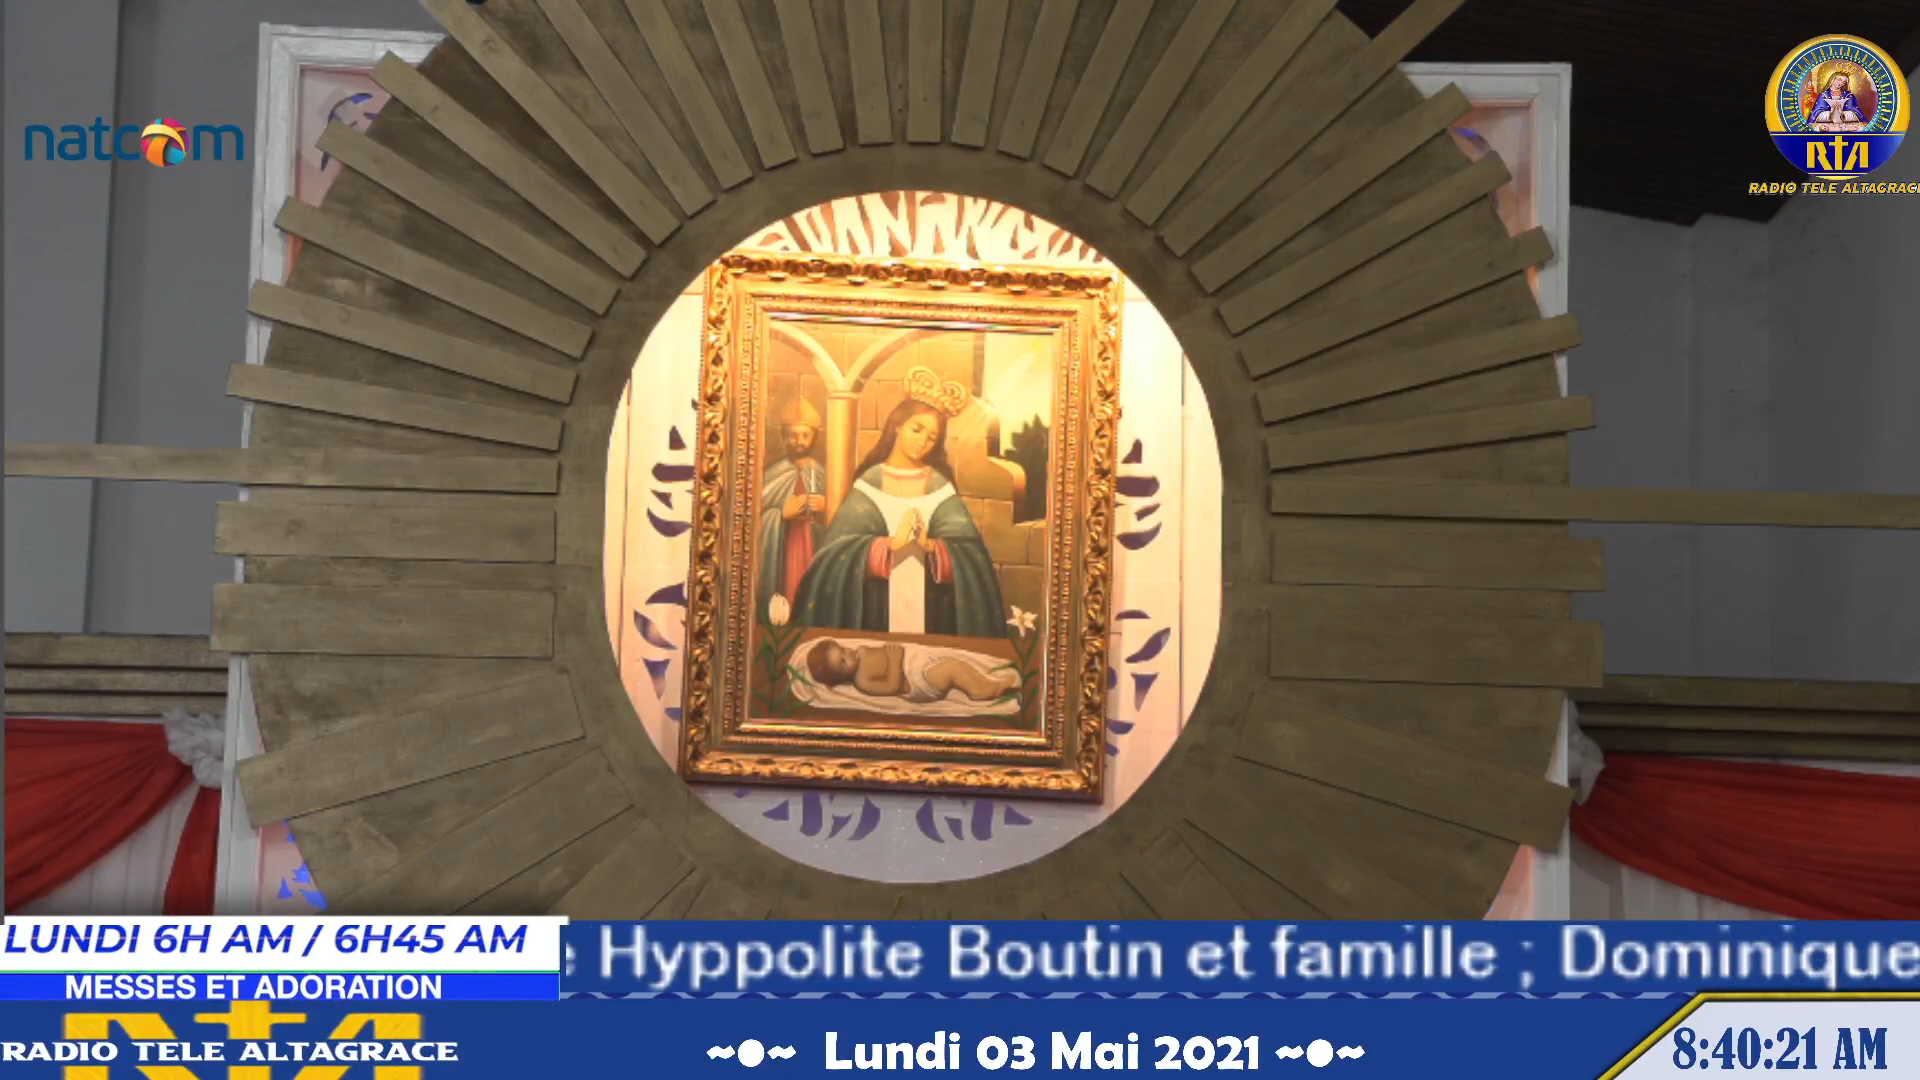 natcom
RTA
RADIO TELE ALTAGRACE
LUNDI 6H AM / 6H45 AM
MESSES ET ADORATION
Hyppolite Boutin et famille ; Dominique
RTA
RADIO TELE ALTAGRACE
~●~ Lundi 03 Mai 2021 ~●~
8:40:21 AM